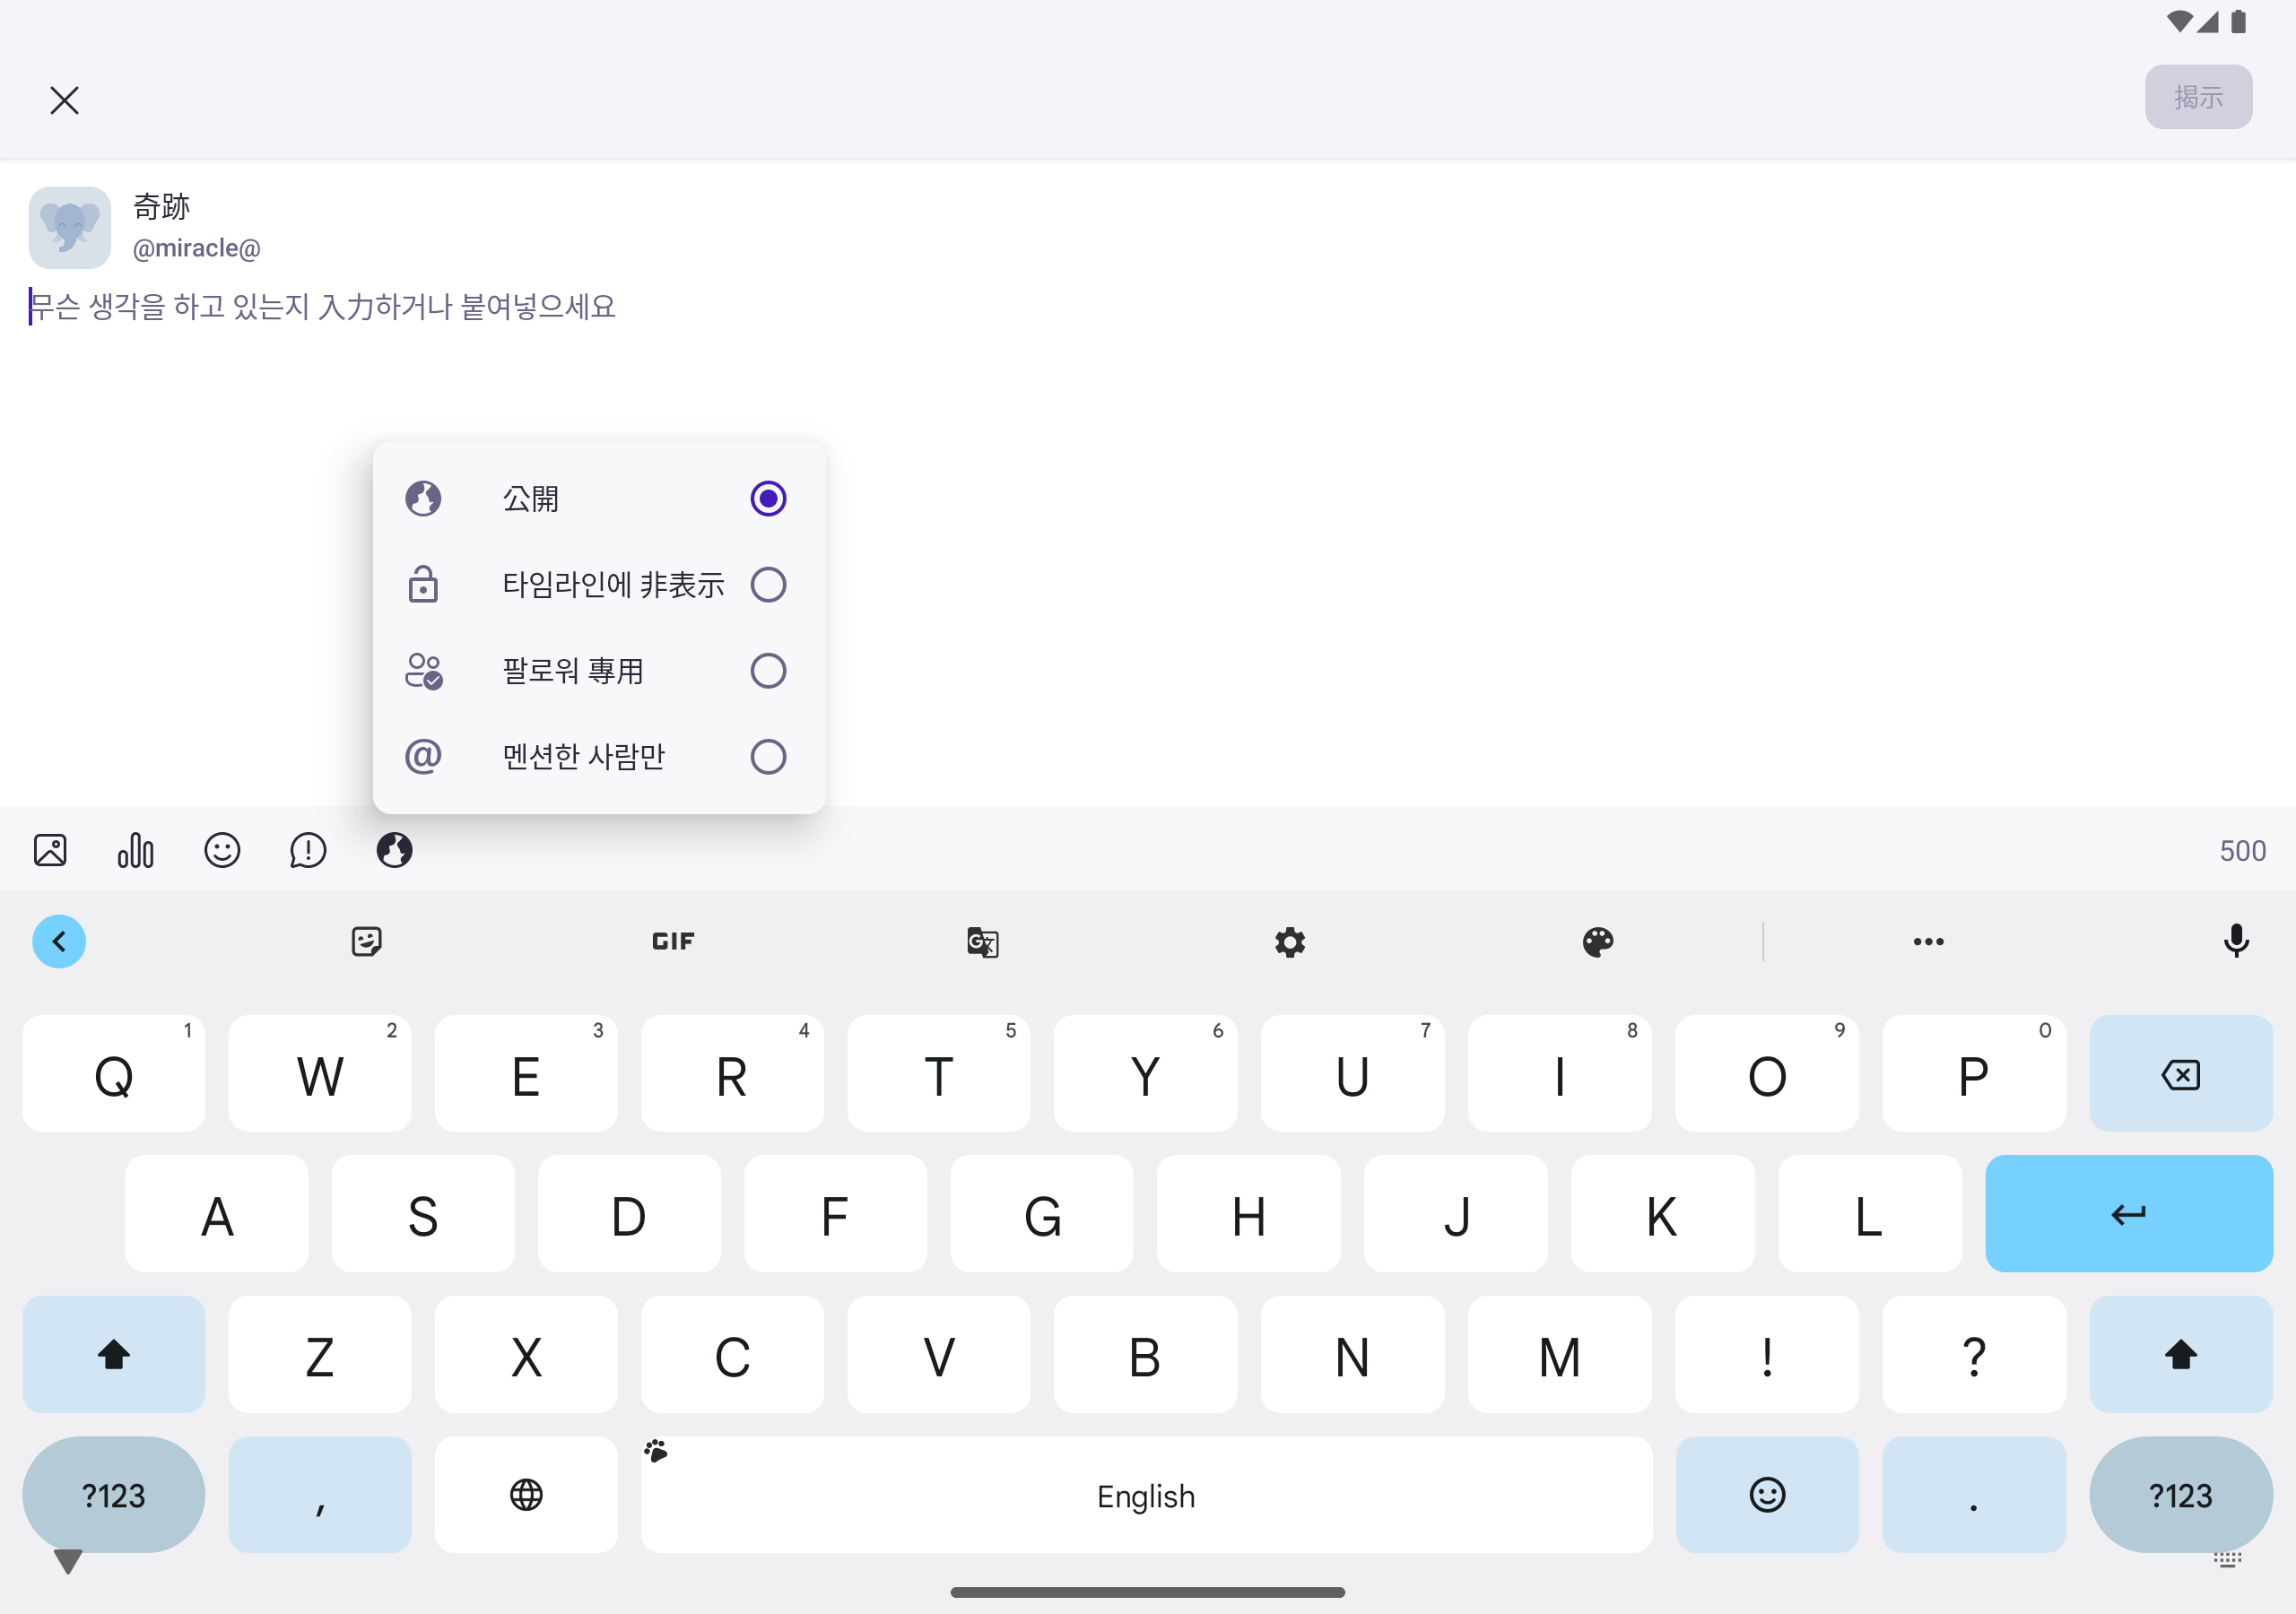 揭示
奇跡
@miracle@
무슨 생각을 하고 있는지 入力하거나 붙여넣으세요
公開
타임라인에 非表示
팔로워 專用
@ 멘션한 사람만
500
GIF
G 文
Q 1 W 2 E 3 R 4 T 5 Y 6 U 7 I 8 O 9 P 0
A S D F G H J K L
Z X C V B N M ! ?
?123 , English . ?123